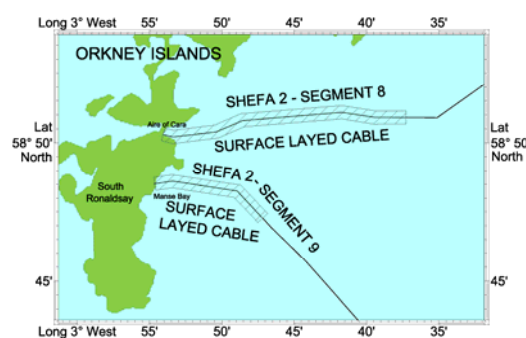 Long 3° West 55' 50' 45' 40' 35'
ORKNEY ISLANDS
SHEFA 2 - SEGMENT 8
Airs of Cara
Lat
58° 50'
North
SURFACE LAYED CABLE
Lat
58° 50'
North
SHEFA 2 - SEGMENT 9
South
Ronaldsay
Manse Bay
SURFACE
LAYED CABLE
45'
45'
Long 3° West 55' 50' 45' 40' 35'